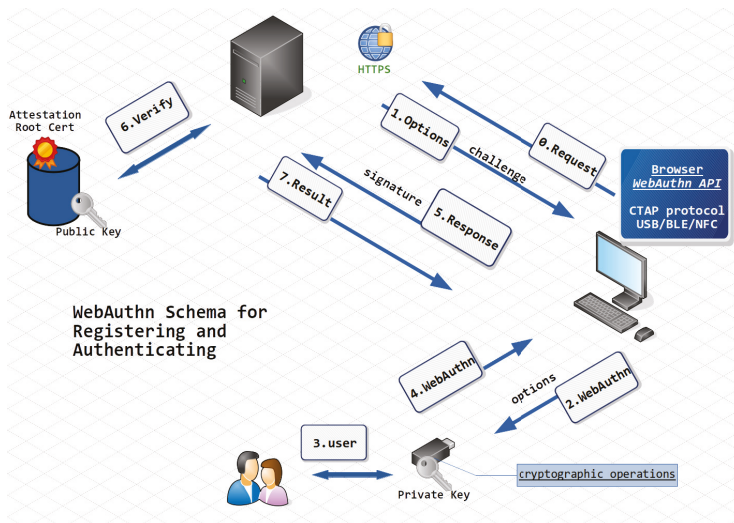 HTTPS
Attestation
Root Cert
6.Verify
Public Key
1.Options
challenge
0.Request
Browser
WebAuthn API
CTAP protocol
USB/BLE/NFC
7.Result
signature
5.Response
WebAuthn Schema for
Registering and
Authenticating
4.WebAuthn
options
2.WebAuthn
3.user
Private Key
cryptographic operations